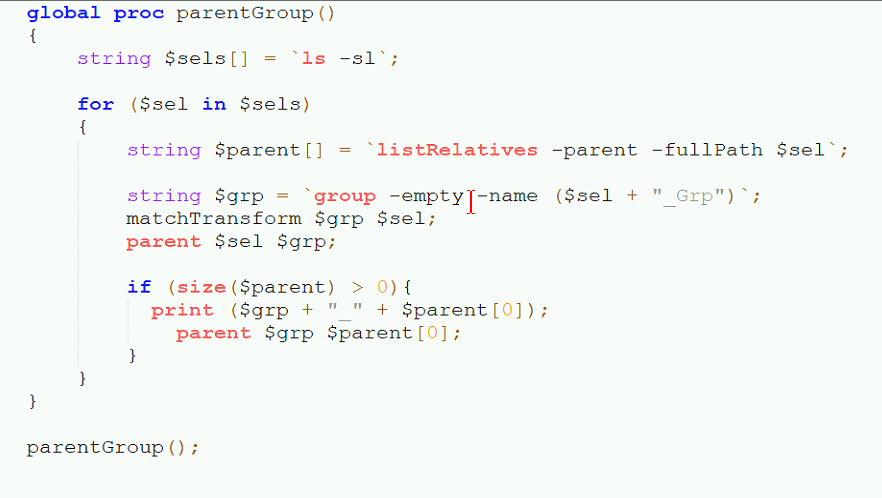 global proc parentGroup()
{
    string $sels[] = `ls -sl`;

    for ($sel in $sels)
    {
        string $parent[] = `listRelatives -parent -fullPath $sel`;

        string $grp = `group -empty -name ($sel + "_Grp")`;
        matchTransform $grp $sel;
        parent $sel $grp;

        if (size($parent) > 0){
          print ($grp + "_" + $parent[0]);
            parent $grp $parent[0];
        }
    }
}

parentGroup();